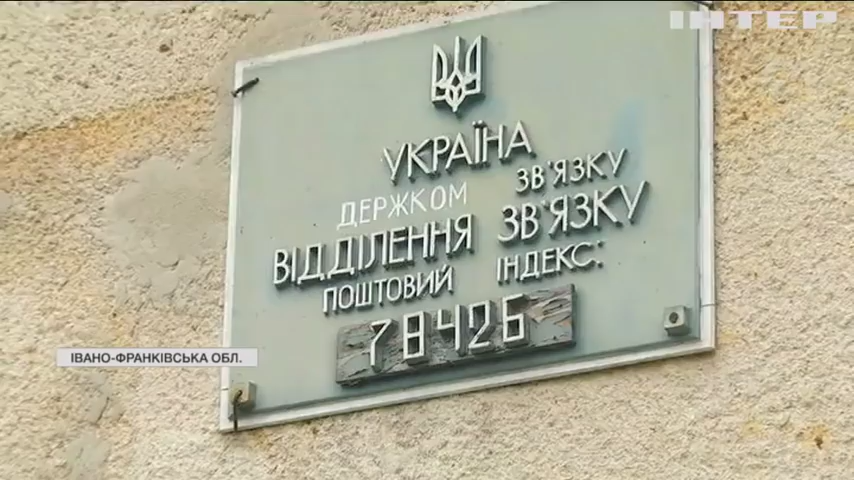 ІНТЕР
УКРАЇНА
ДЕРЖКОМ ЗВ'ЯЗКУ
ВІДДІЛЕННЯ ЗВ'ЯЗКУ
ПОШТОВИЙ ІНДЕКС:
78426
ІВАНО-ФРАНКІВСЬКА ОБЛ.